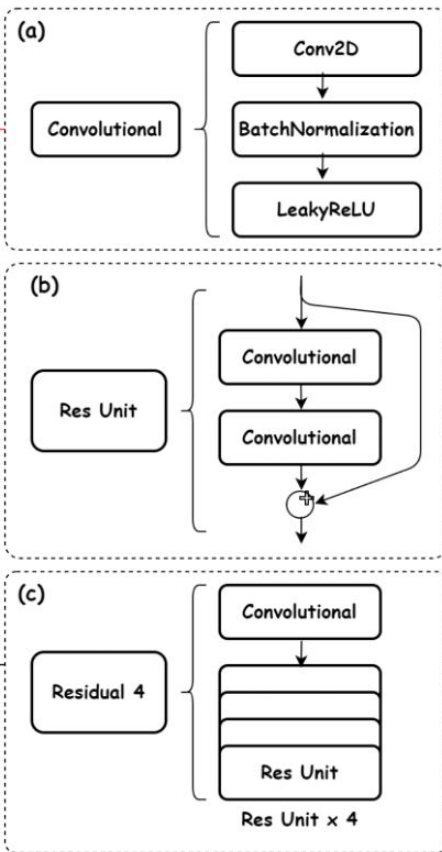 (a)
Conv2D
Convolutional
BatchNormalization
LeakyReLU
(b)
Convolutional
Res Unit
Convolutional
(c)
Convolutional
Residual 4
Res Unit
Res Unit x 4